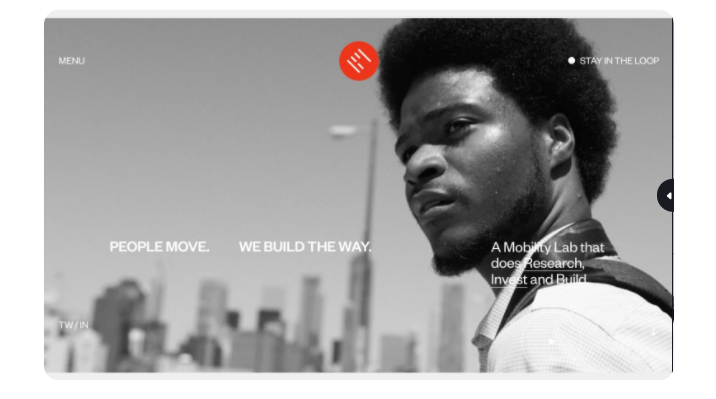 MENU
STAY IN THE LOOP
PEOPLE MOVE. WE BUILD THE WAY.
A Mobility Lab that
does Research,
Invest and Build
TW/IN